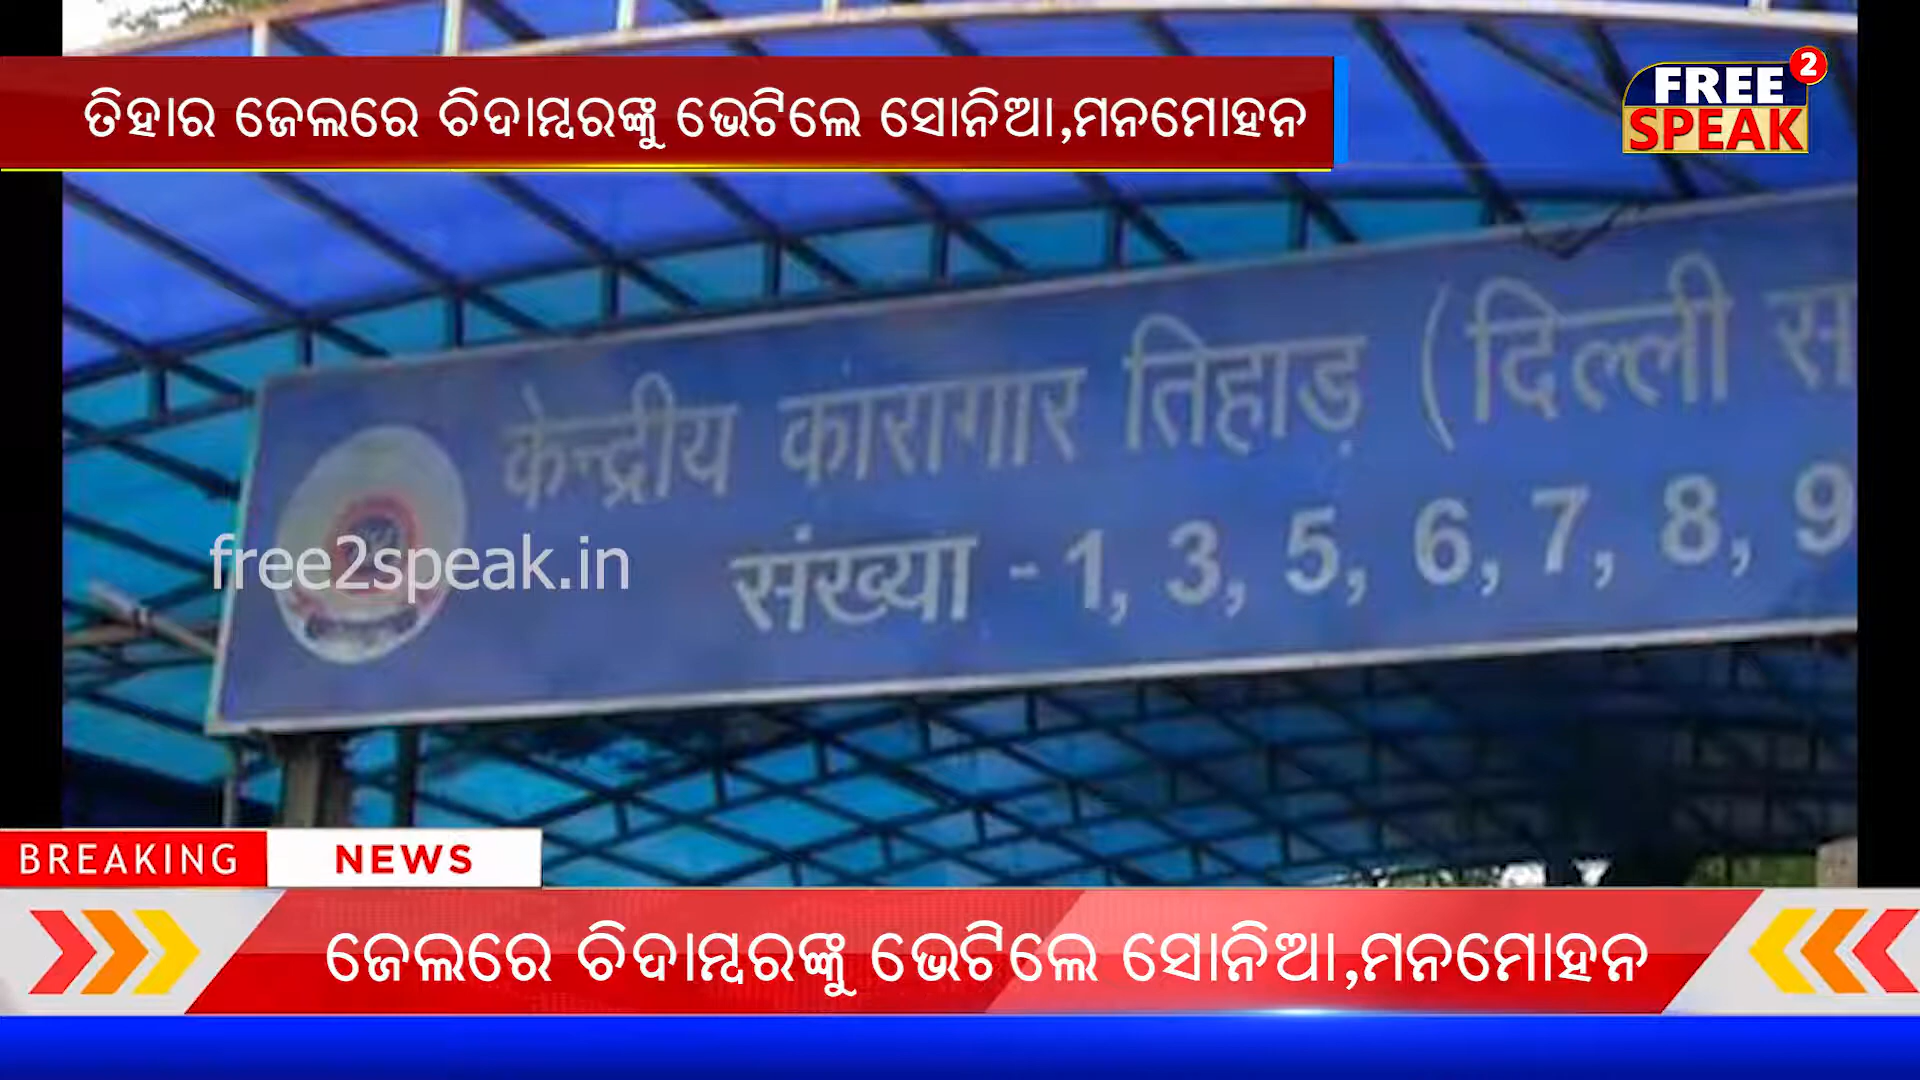 ତିହାର ଜେଲରେ ଚିଦାମ୍ବରଙ୍କୁ ଭେଟିଲେ ସୋନିଆ,ମନମୋହନ
FREE 2
SPEAK
केन्द्रीय कारागार तिहाड़ (दिल्ली स
संख्या - 1, 3, 5, 6, 7, 8, 9
free2speak.in
BREAKING NEWS
ଜେଲରେ ଚିଦାମ୍ବରଙ୍କୁ ଭେଟିଲେ ସୋନିଆ,ମନମୋହନ